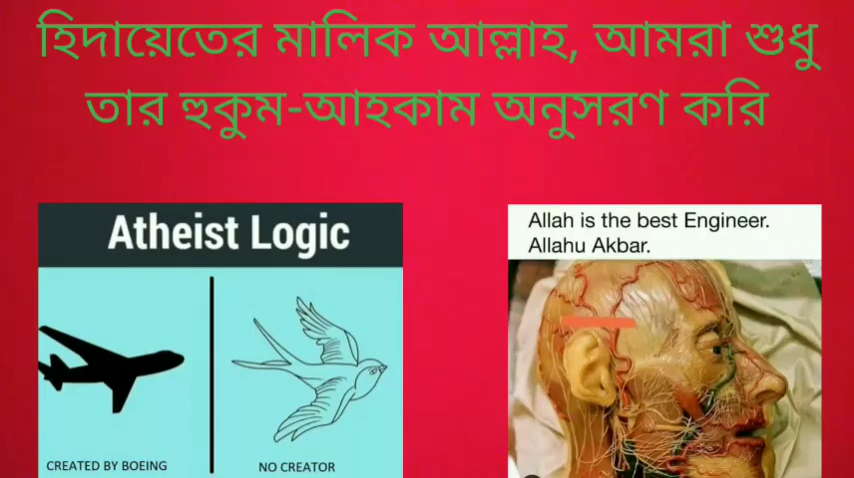 হিদায়েতের মালিক আল্লাহ, আমরা শুধু
তার হুকুম-আহকাম অনুসরণ করি
Atheist Logic
CREATED BY BOEING
NO CREATOR
Allah is the best Engineer.
Allahu Akbar.